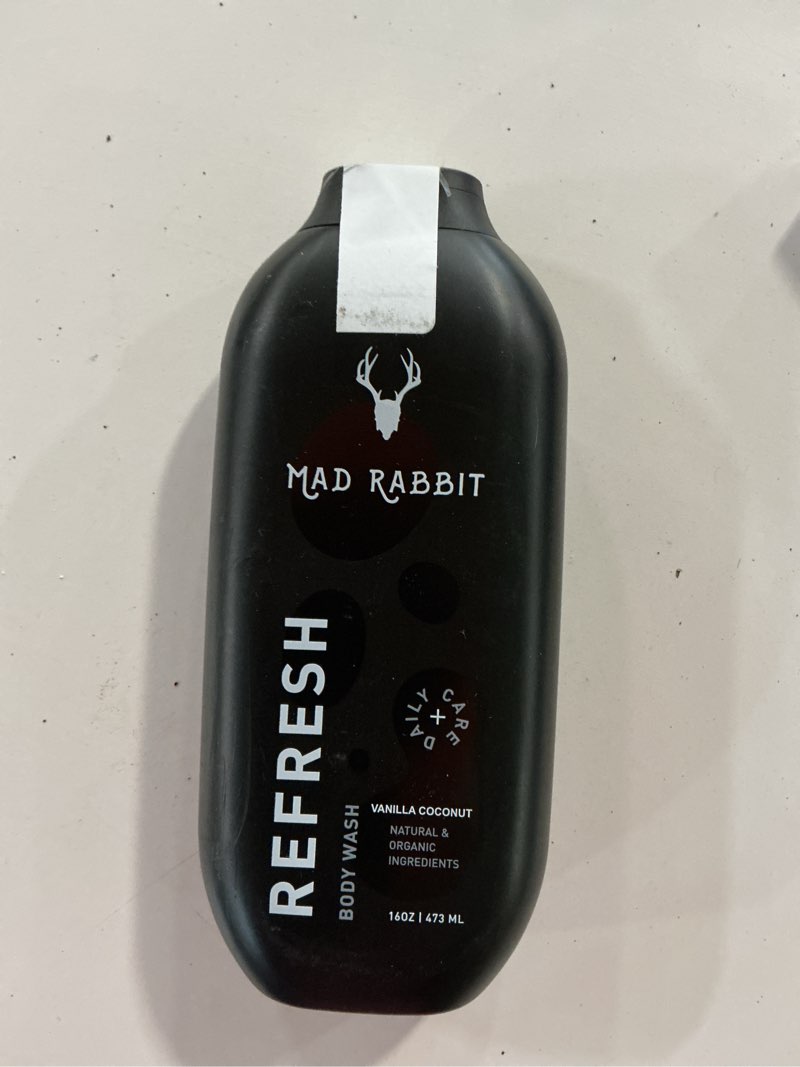 MAD RABBIT
REFRESH
BODY WASH
DAILY CARE
+
VANILLA COCONUT
NATURAL &
ORGANIC
INGREDIENTS
16OZ | 473 ML